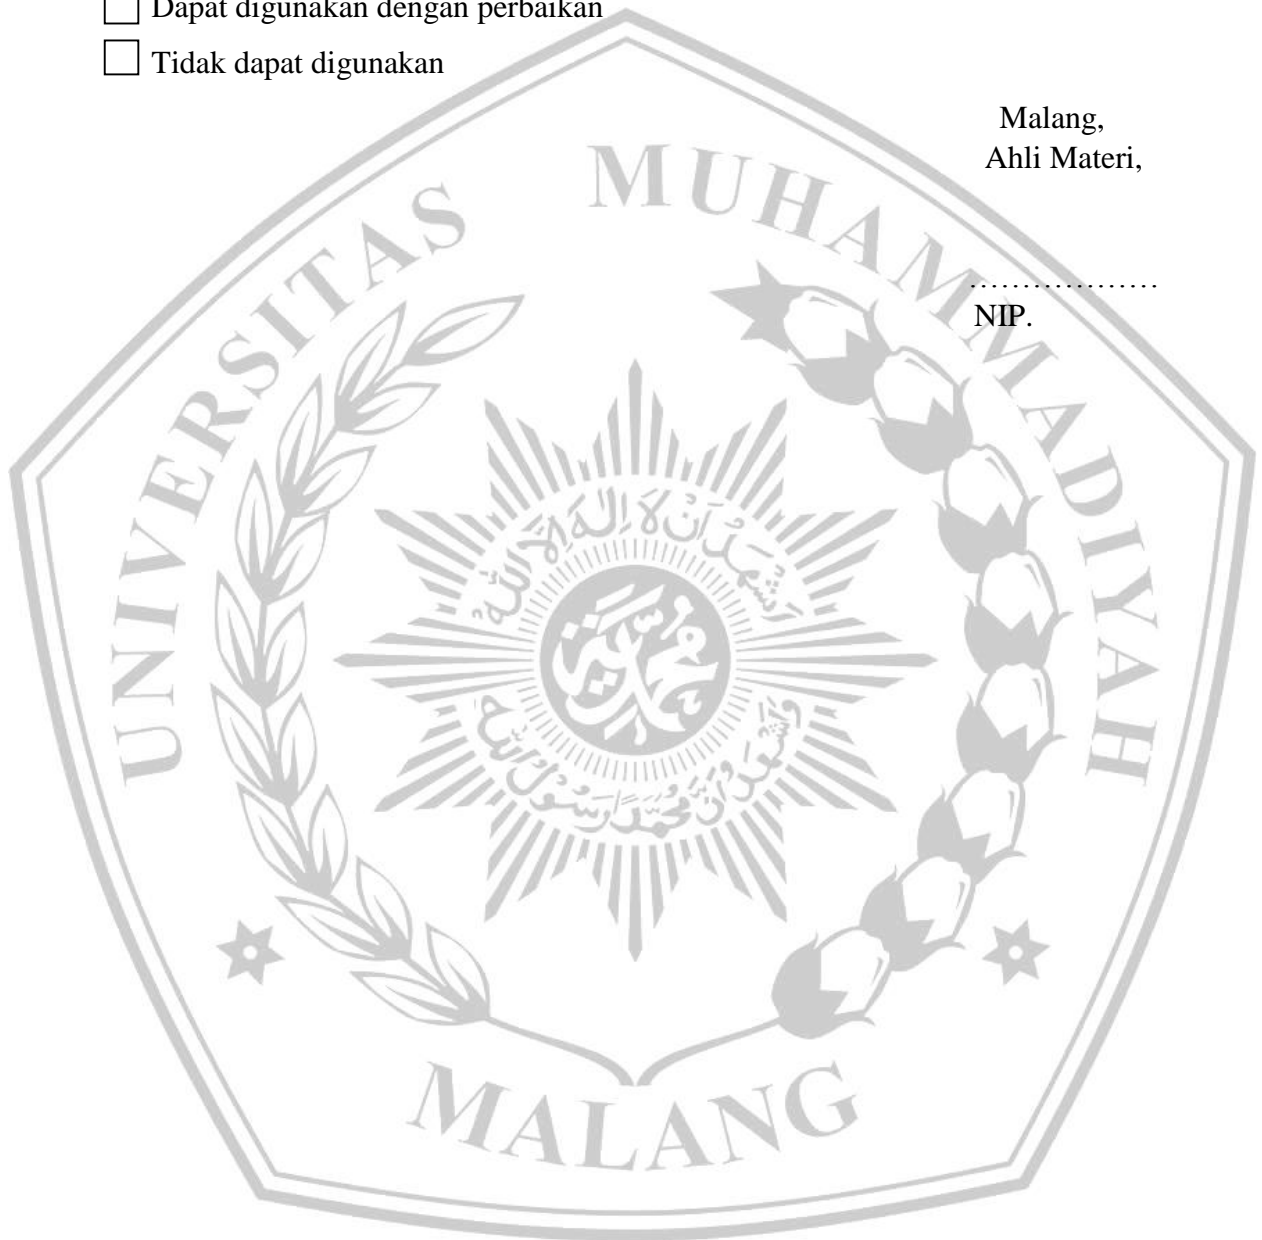 Dapat digunakan dengan perbaikan
Tidak dapat digunakan
Malang,
Ahli Materi,
………………
NIP.
UNIVERSITAS MUHAMMADIYAH
MALANG